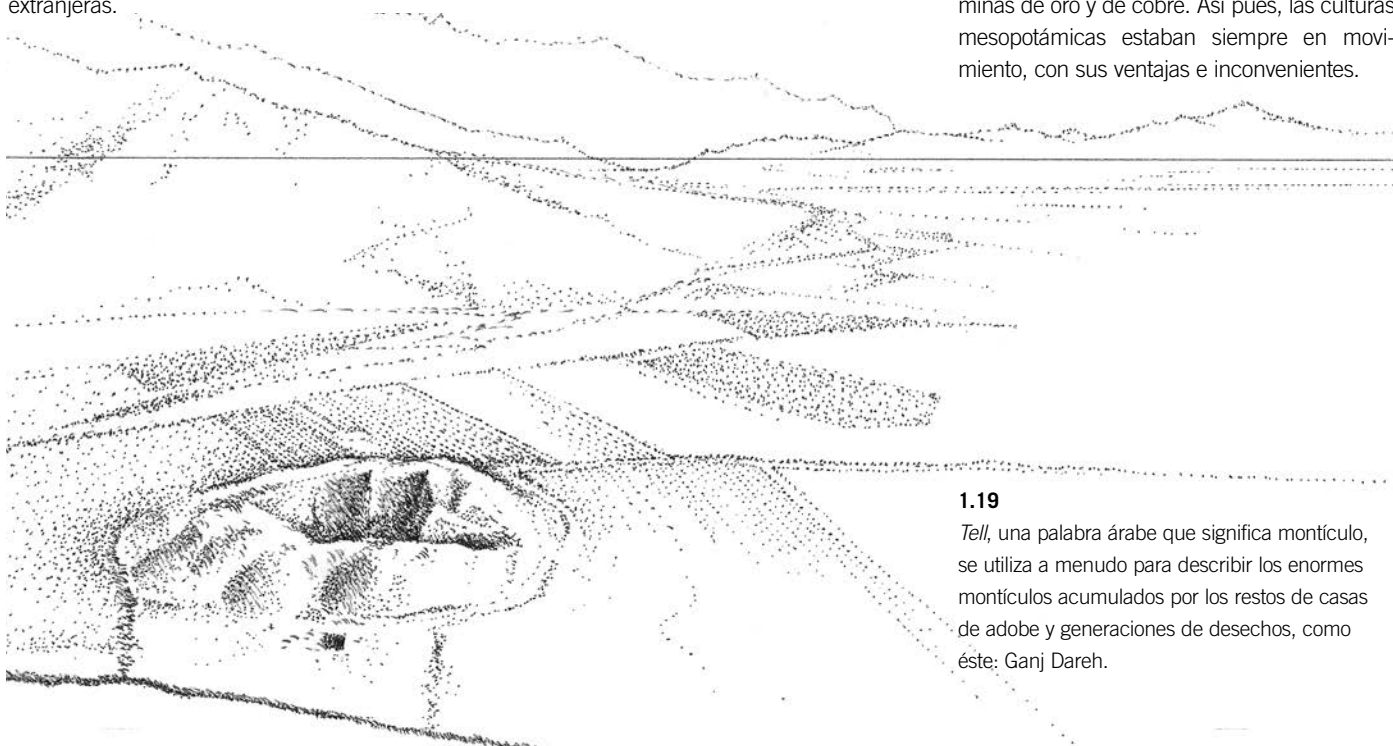 extranjeras.
minas de oro y de cobre. Así pues, las culturas
mesopotámicas estaban siempre en movi-
miento, con sus ventajas e inconvenientes.
1.19
Tell, una palabra árabe que significa montículo,
se utiliza a menudo para describir los enormes
montículos acumulados por los restos de casas
de adobe y generaciones de desechos, como
éste: Ganj Dareh.